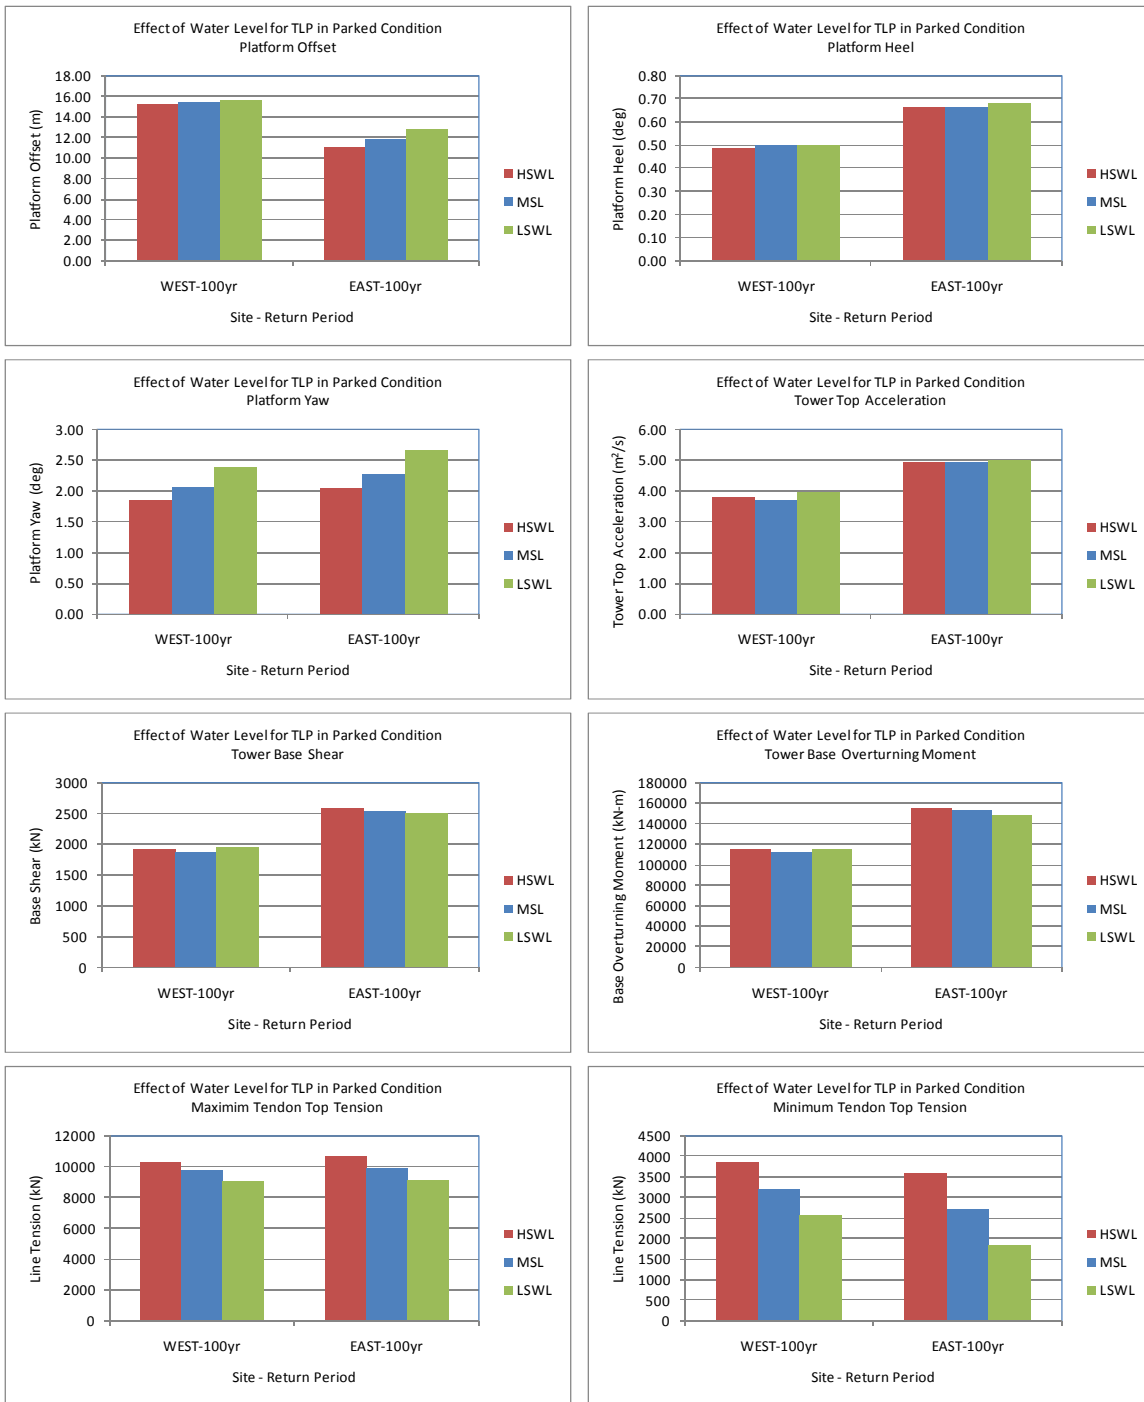 Effect of Water Level for TLP in Parked Condition
Platform Offset
Platform Offset (m)
18.00
16.00
14.00
12.00
10.00
8.00
6.00
4.00
2.00
0.00
WEST-100yr
EAST-100yr
Site - Return Period
HSWL
MSL
LSWL
Effect of Water Level for TLP in Parked Condition
Platform Heel
Platform Heel (deg)
0.80
0.70
0.60
0.50
0.40
0.30
0.20
0.10
0.00
WEST-100yr
EAST-100yr
Site - Return Period
HSWL
MSL
LSWL
Effect of Water Level for TLP in Parked Condition
Platform Yaw
Platform Yaw (deg)
3.00
2.50
2.00
1.50
1.00
0.50
0.00
WEST-100yr
EAST-100yr
Site - Return Period
HSWL
MSL
LSWL
Effect of Water Level for TLP in Parked Condition
Tower Top Acceleration
Tower Top Acceleration (m²/s)
6.00
5.00
4.00
3.00
2.00
1.00
0.00
WEST-100yr
EAST-100yr
Site - Return Period
HSWL
MSL
LSWL
Effect of Water Level for TLP in Parked Condition
Tower Base Shear
Base Shear (kN)
3000
2500
2000
1500
1000
500
0
WEST-100yr
EAST-100yr
Site - Return Period
HSWL
MSL
LSWL
Effect of Water Level for TLP in Parked Condition
Tower Base Overturning Moment
Base Overturning Moment (kN-m)
180000
160000
140000
120000
100000
80000
60000
40000
20000
0
WEST-100yr
EAST-100yr
Site - Return Period
HSWL
MSL
LSWL
Effect of Water Level for TLP in Parked Condition
Maximim Tendon Top Tension
Line Tension (kN)
12000
10000
8000
6000
4000
2000
0
WEST-100yr
EAST-100yr
Site - Return Period
HSWL
MSL
LSWL
Effect of Water Level for TLP in Parked Condition
Minimum Tendon Top Tension
Line Tension (kN)
4500
4000
3500
3000
2500
2000
1500
1000
500
0
WEST-100yr
EAST-100yr
Site - Return Period
HSWL
MSL
LSWL